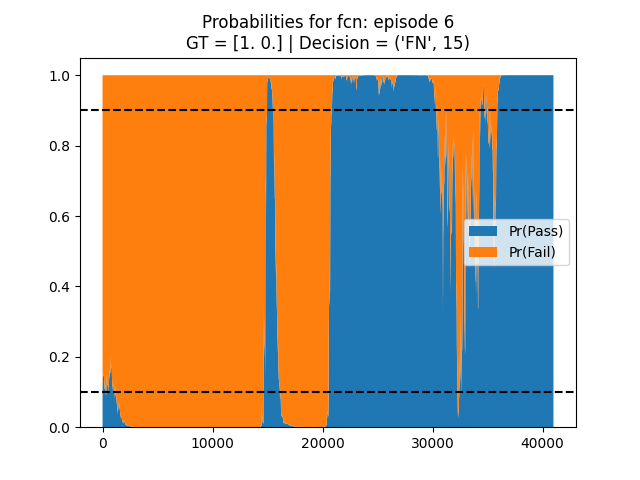 Probabilities for fcn: episode 6
GT = [1. 0.] | Decision = ('FN', 15)
1.0
0.8
0.6
0.4
0.2
0.0
Pr(Pass)
Pr(Fail)
0
10000
20000
30000
40000